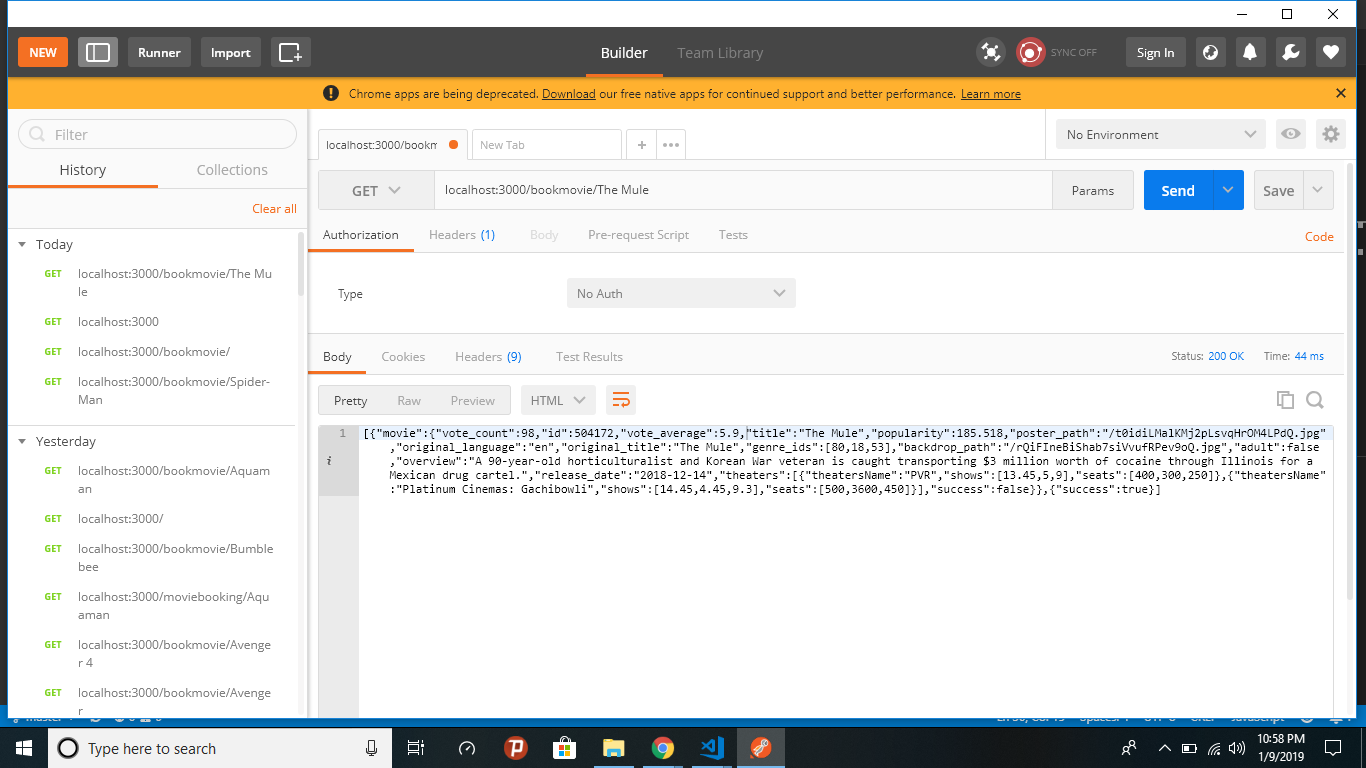 NEW Runner Import Builder Team Library SYNC OFF Sign In
Chrome apps are being deprecated. Download our free native apps for continued support and better performance. Learn more
Filter
History Collections
Clear all
Today
GET localhost:3000/bookmovie/The Mu
le
GET localhost:3000
GET localhost:3000/bookmovie/
GET localhost:3000/bookmovie/Spider-
Man
Yesterday
GET localhost:3000/bookmovie/Aquam
an
GET localhost:3000/
GET localhost:3000/bookmovie/Bumble
bee
GET localhost:3000/moviebooking/Aqu
aman
GET localhost:3000/bookmovie/Avenge
r 4
GET localhost:3000/bookmovie/Avenge
r
localhost:3000/bookm New Tab + ••• No Environment
GET localhost:3000/bookmovie/The Mule Params Send Save
Authorization Headers (1) Body Pre-request Script Tests Code
Type No Auth
Body Cookies Headers (9) Test Results Status: 200 OK Time: 44 ms
Pretty Raw Preview HTML
1 [{"movie":{"vote_count":98,"id":504172,"vote_average":5.9,"title":"The Mule","popularity":185.518,"poster_path":"/t0idiLMalKMj2pLsvqHrOM4LPdQ.jpg"
i ,"original_language":"en","original_title":"The Mule","genre_ids":[80,18,53],"backdrop_path":"/rQiFIneBiShab7siVvufRPev9oQ.jpg","adult":false
,"overview":"A 90-year-old horticulturalist and Korean War veteran is caught transporting $3 million worth of cocaine through Illinois for a
Mexican drug cartel.","release_date":"2018-12-14","theaters":[{"theatersName":"PVR","shows":[13.45,5,9],"seats":[400,300,250]},{"theatersName"
:"Platinum Cinemas: Gachibowli","shows":[14.45,4.45,9.3],"seats":[500,3600,450]}],"success":false}},{"success":true}]
Type here to search
10:58 PM
1/9/2019